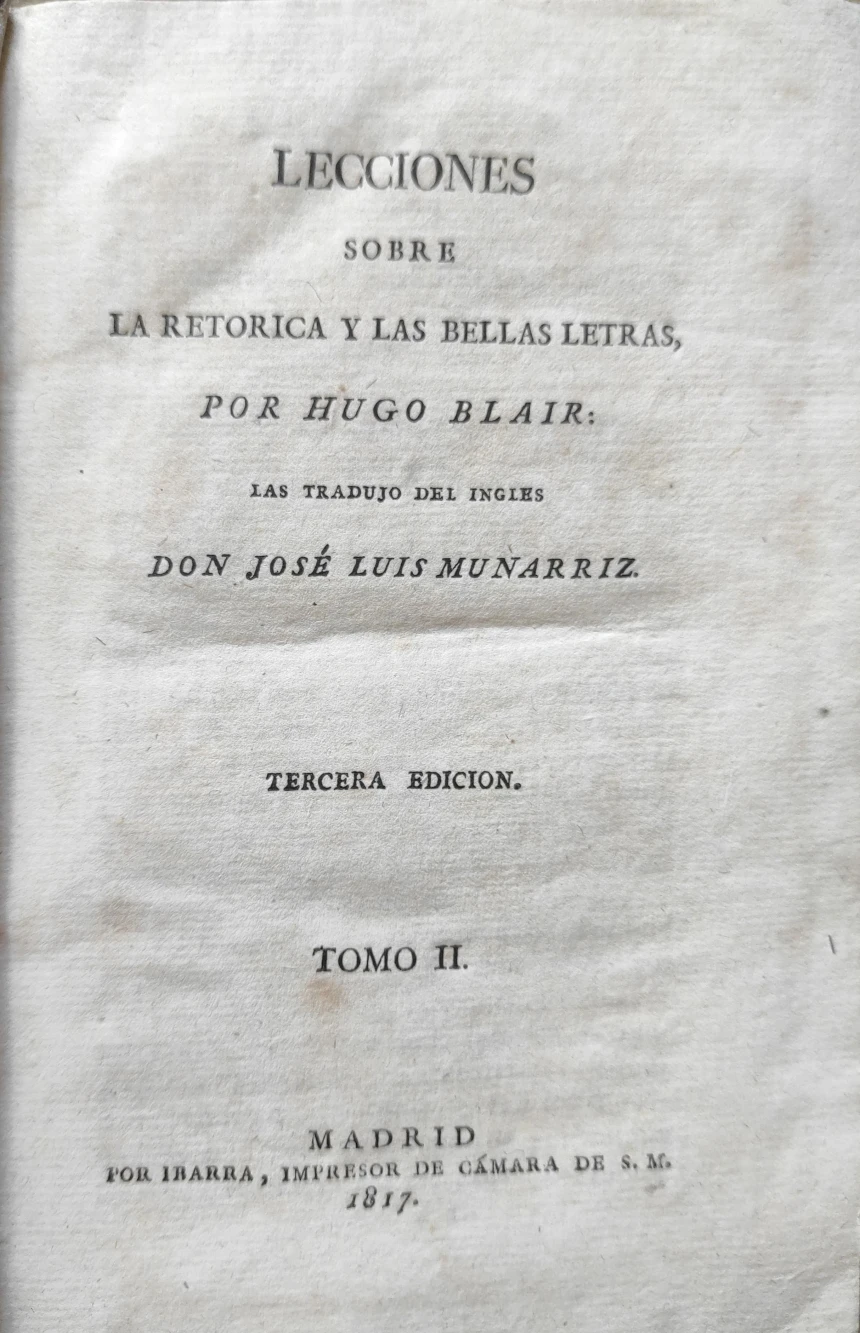 LECCIONES
SOBRE
LA RETORICA Y LAS BELLAS LETRAS,
POR HUGO BLAIR:
LAS TRADUJO DEL INGLES
DON JOSÉ LUIS MUNARRIZ.
TERCERA EDICION.
TOMO II.
MADRID
POR IBARRA, IMPRESOR DE CÁMARA DE S. M.
1817.